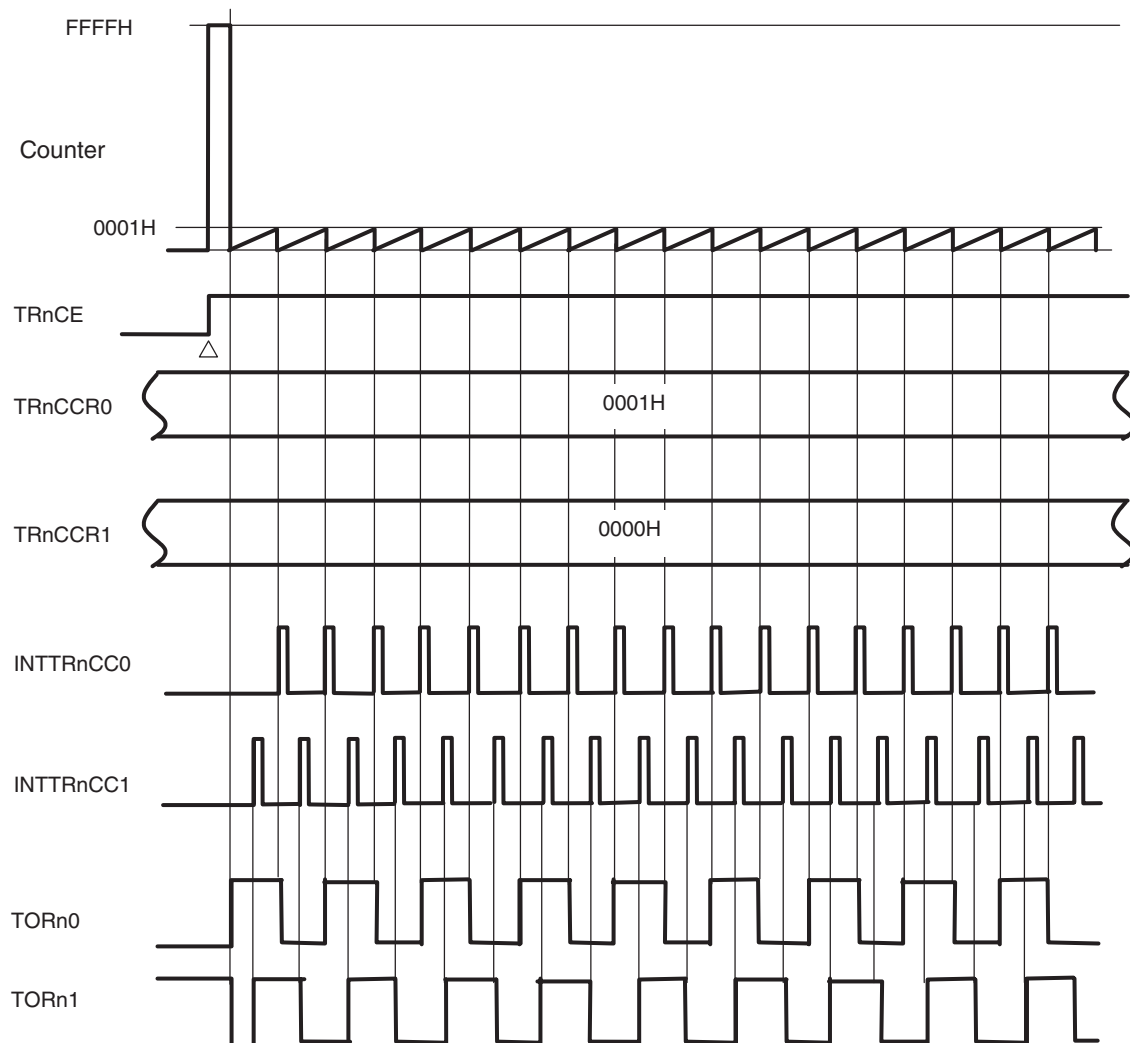 FFFFH
Counter
0001H
TRnCE
TRnCCR0
0001H
TRnCCR1
0000H
INTTRnCC0
INTTRnCC1
TORn0
TORn1